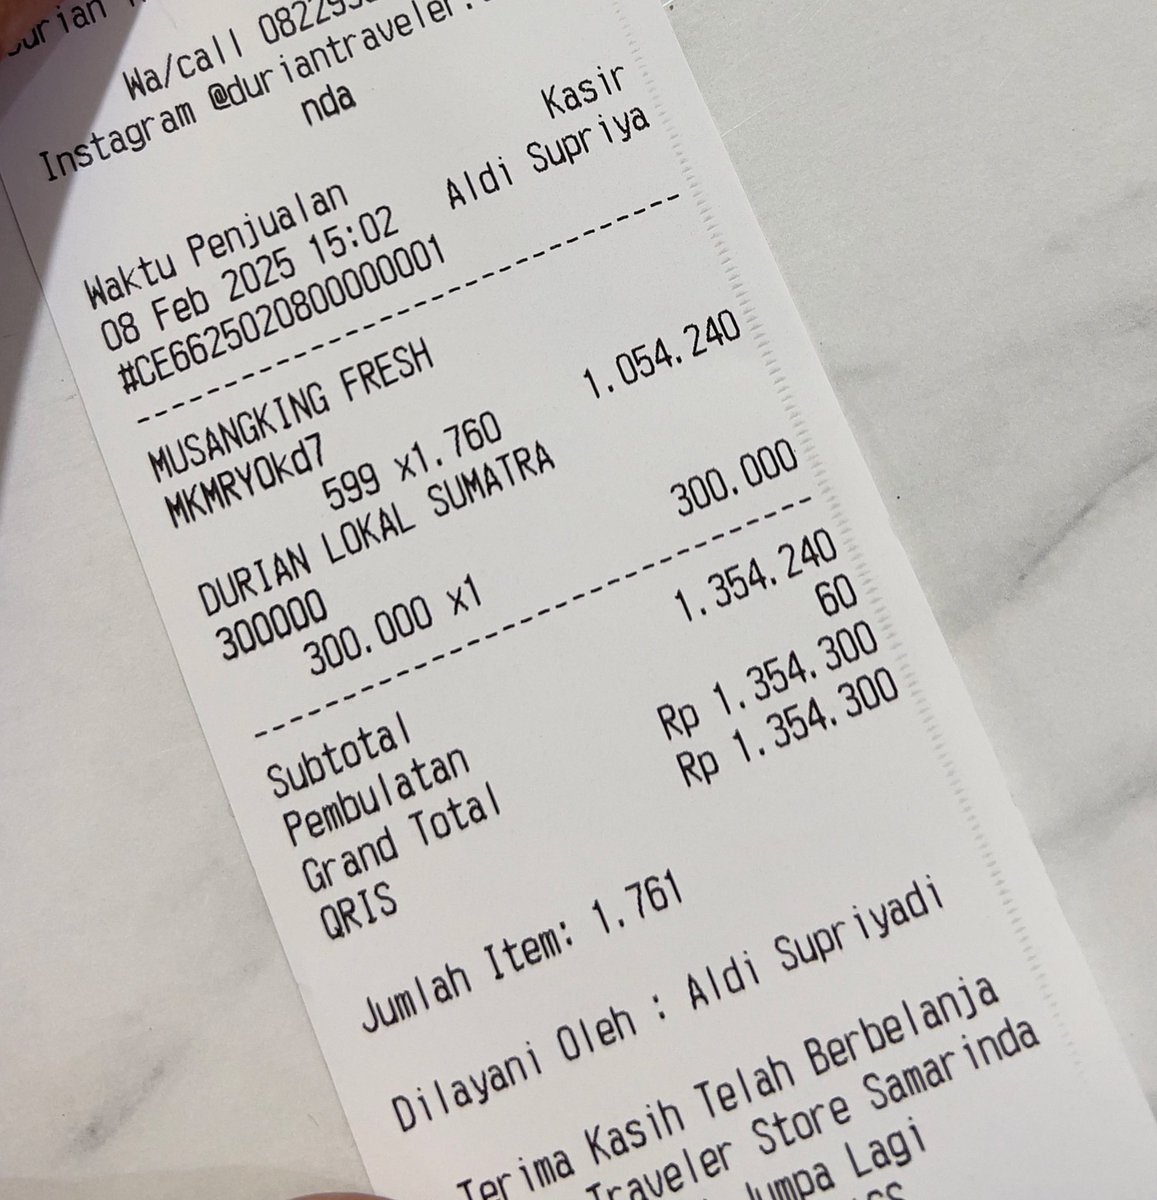 Wa/call
Instagram @duriantraveler.
nda
Kasir
Aldi Supriya
Waktu Penjualan
08 Feb 2025 15:02
#CE6625020800000001
MUSANGKING FRESH
MKMRY0kd7
599 x1.760 1.054.240
DURIAN LOKAL SUMATRA
300000
300.000 x1 300.000
Subtotal 1.354.240
Pembulatan 60
Grand Total Rp 1.354.300
QRIS Rp 1.354.300
Jumlah Item: 1.761
Dilayani Oleh : Aldi Supriyadi
Terima Kasih Telah Berbelanja
Traveler Store Samarinda
Jumpa Lagi